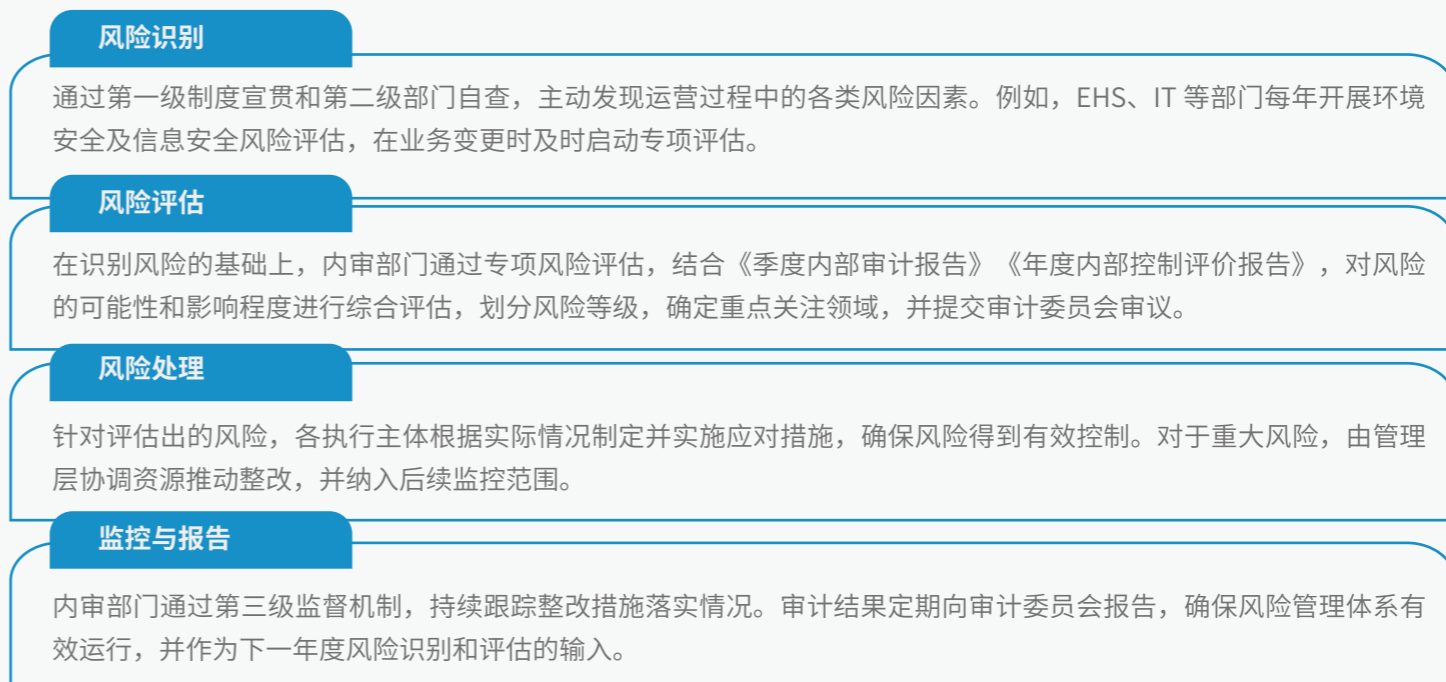 风险识别
通过第一级制度宣贯和第二级部门自查，主动发现运营过程中的各类风险因素。例如，EHS、IT 等部门每年开展环境
安全及信息安全风险评估，在业务变更时及时启动专项评估。
风险评估
在识别风险的基础上，内审部门通过专项风险评估，结合《季度内部审计报告》《年度内部控制评价报告》，对风险
的可能性和影响程度进行综合评估，划分风险等级，确定重点关注领域，并提交审计委员会审议。
风险处理
针对评估出的风险，各执行主体根据实际情况制定并实施应对措施，确保风险得到有效控制。对于重大风险，由管理
层协调资源推动整改，并纳入后续监控范围。
监控与报告
内审部门通过第三级监督机制，持续跟踪整改措施落实情况。审计结果定期向审计委员会报告，确保风险管理体系有
效运行，并作为下一年度风险识别和评估的输入。